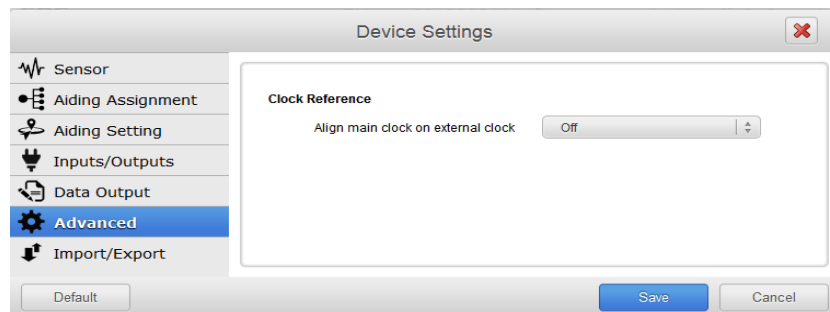 Device Settings
Sensor
Aiding Assignment
Aiding Setting
Inputs/Outputs
Data Output
Advanced
Import/Export
Clock Reference
Align main clock on external clock Off
Default Save Cancel